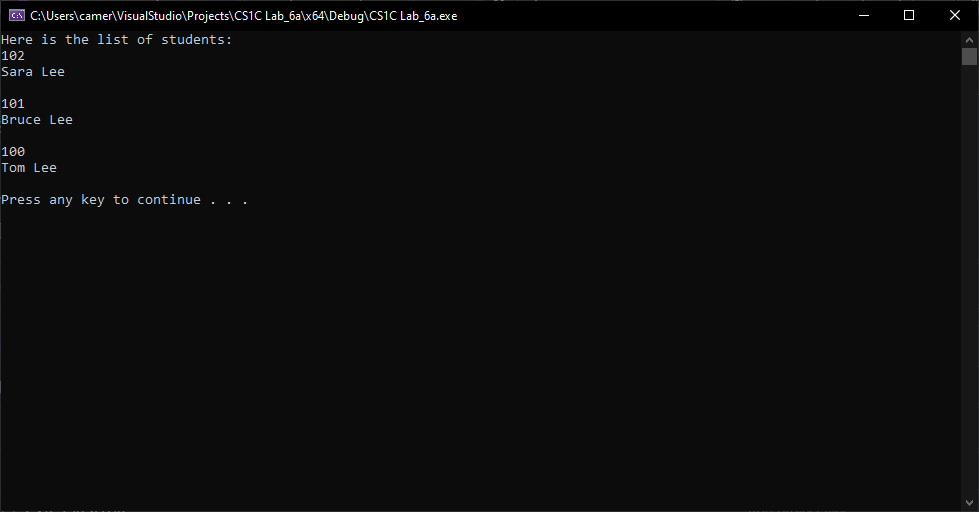 C:\Users\camer\VisualStudio\Projects\CS1C Lab_6a\x64\Debug\CS1C Lab_6a.exe
Here is the list of students:
102
Sara Lee
101
Bruce Lee
100
Tom Lee
Press any key to continue . . .